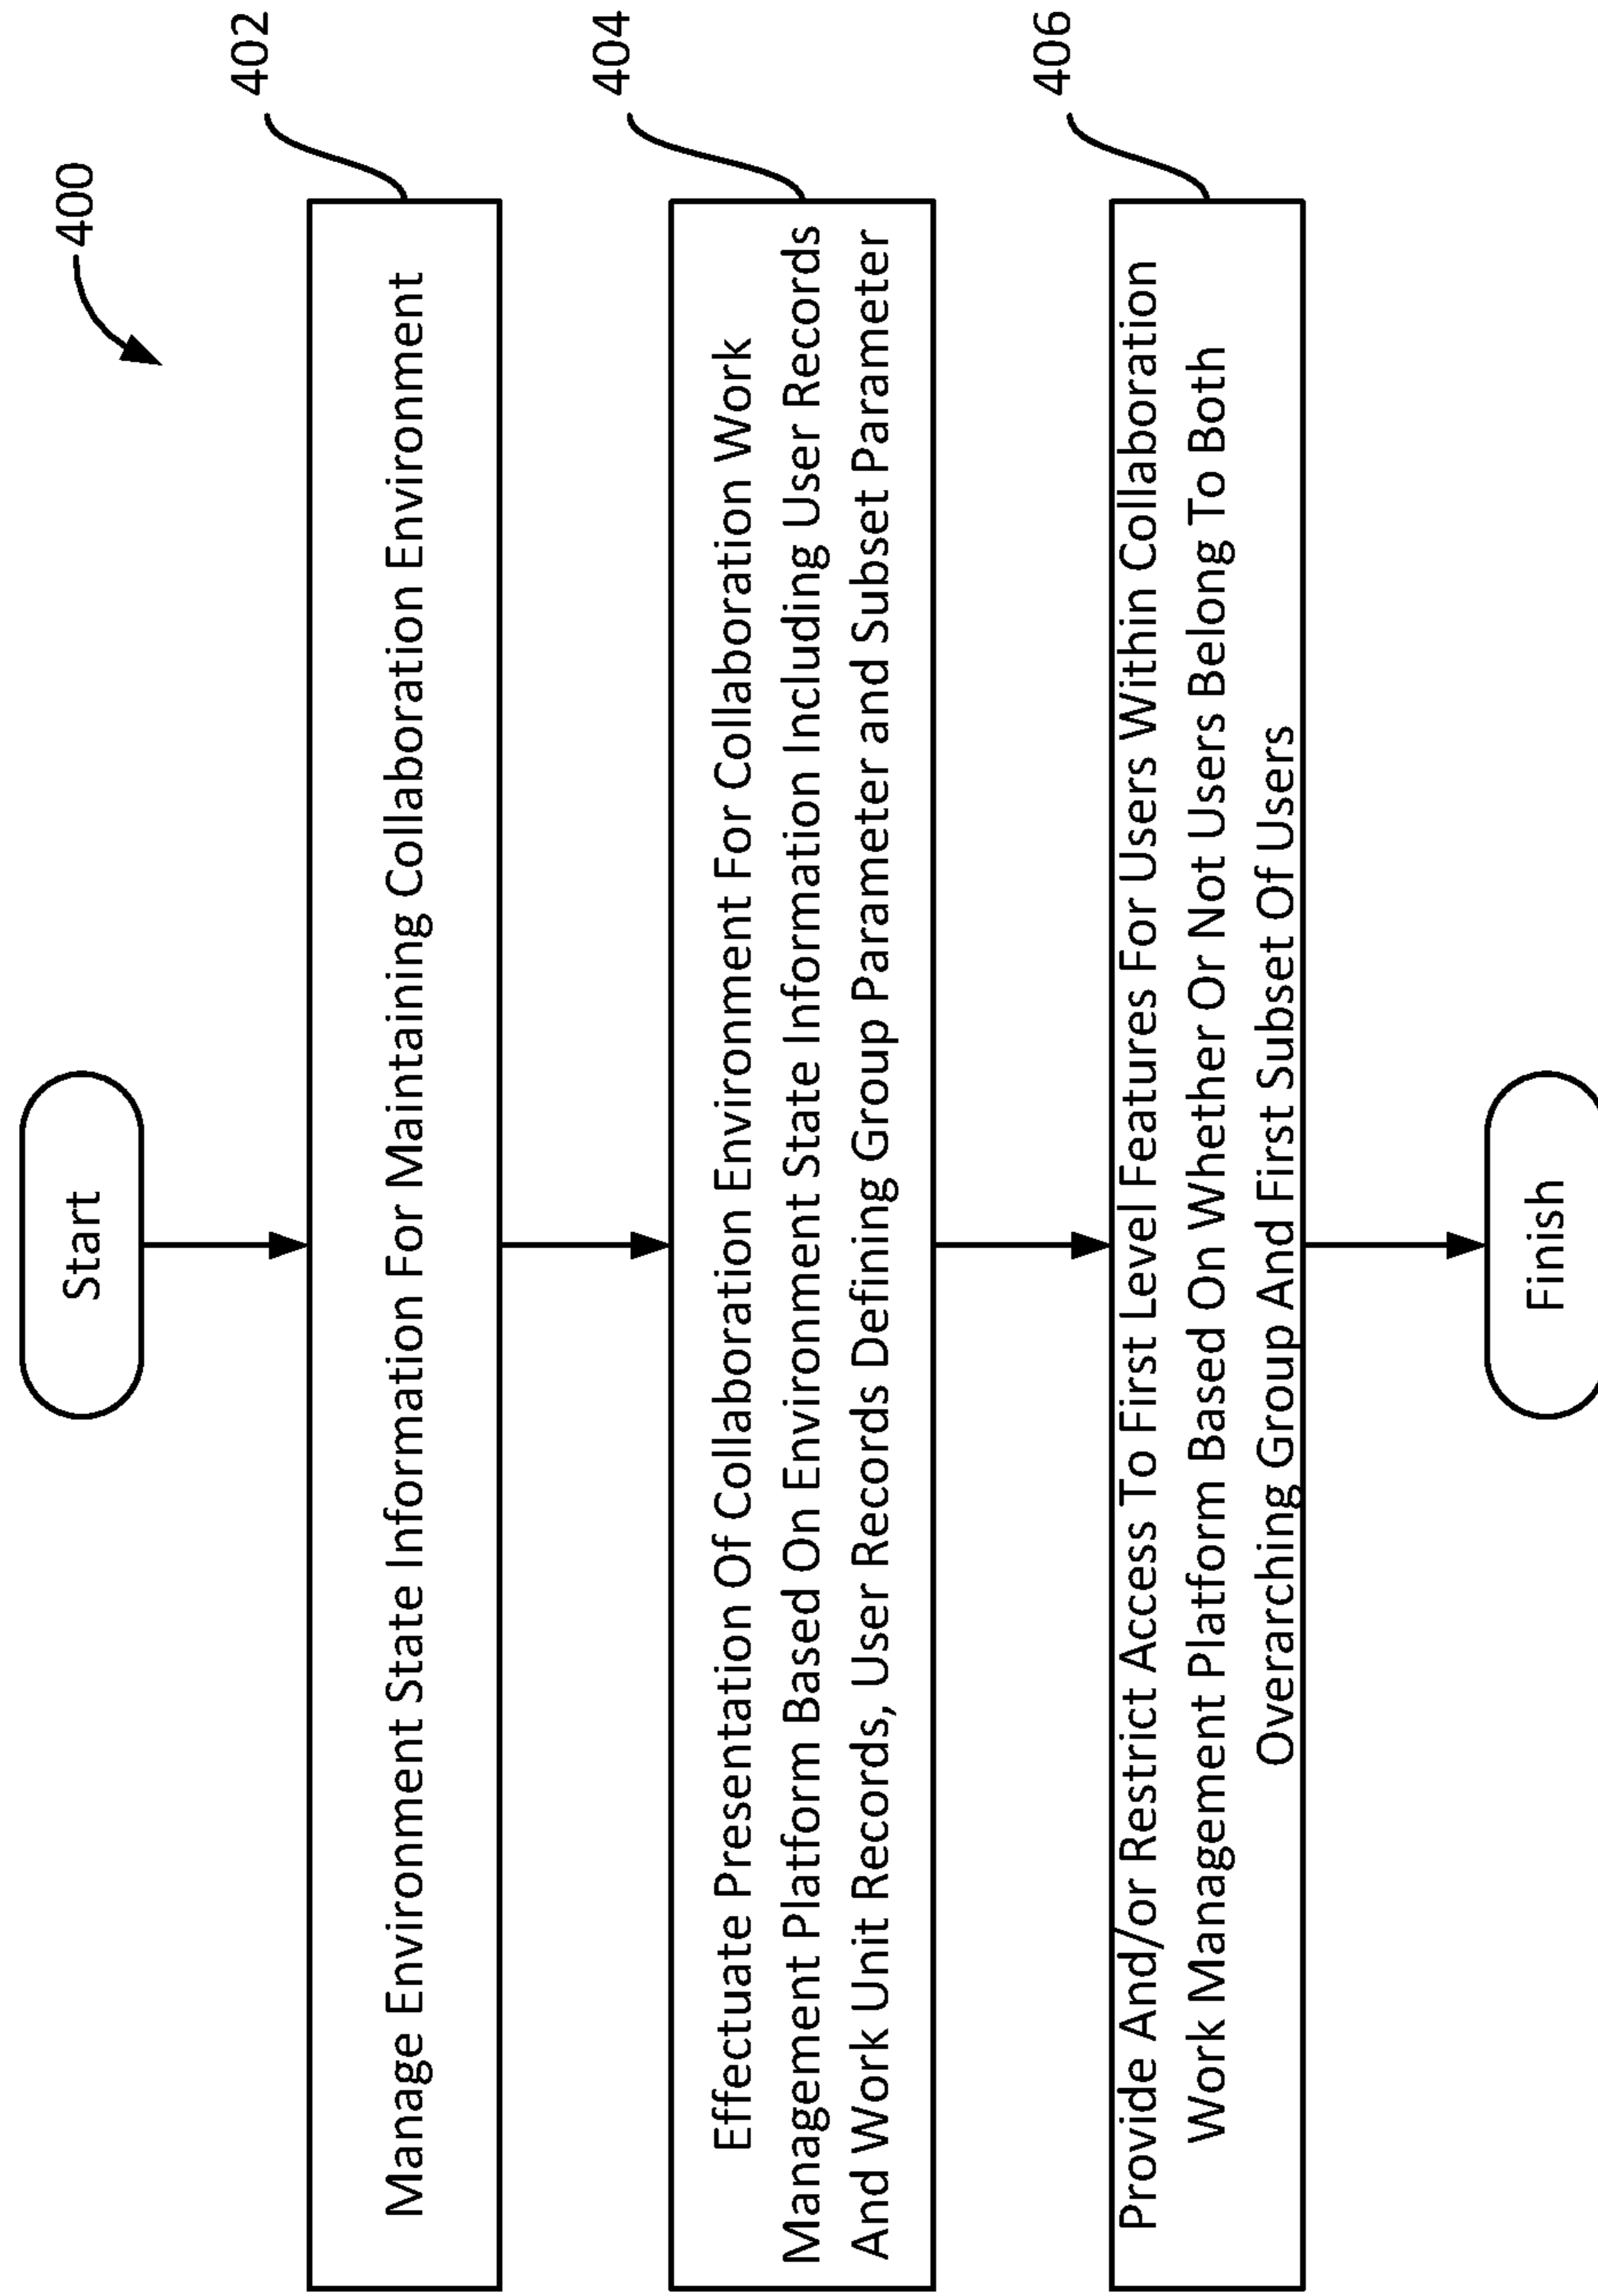 400
Start
402
Manage Environment State Information For Maintaining Collaboration Environment
404
Effectuate Presentation Of Collaboration Environment For Collaboration Work
Management Platform Based On Environment State Information Including User Records
And Work Unit Records, User Records Defining Group Parameter and Subset Parameter
406
Provide And/or Restrict Access To First Level Features For Users Within Collaboration
Work Management Platform Based On Whether Or Not Users Belong To Both
Overarching Group And First Subset Of Users
Finish